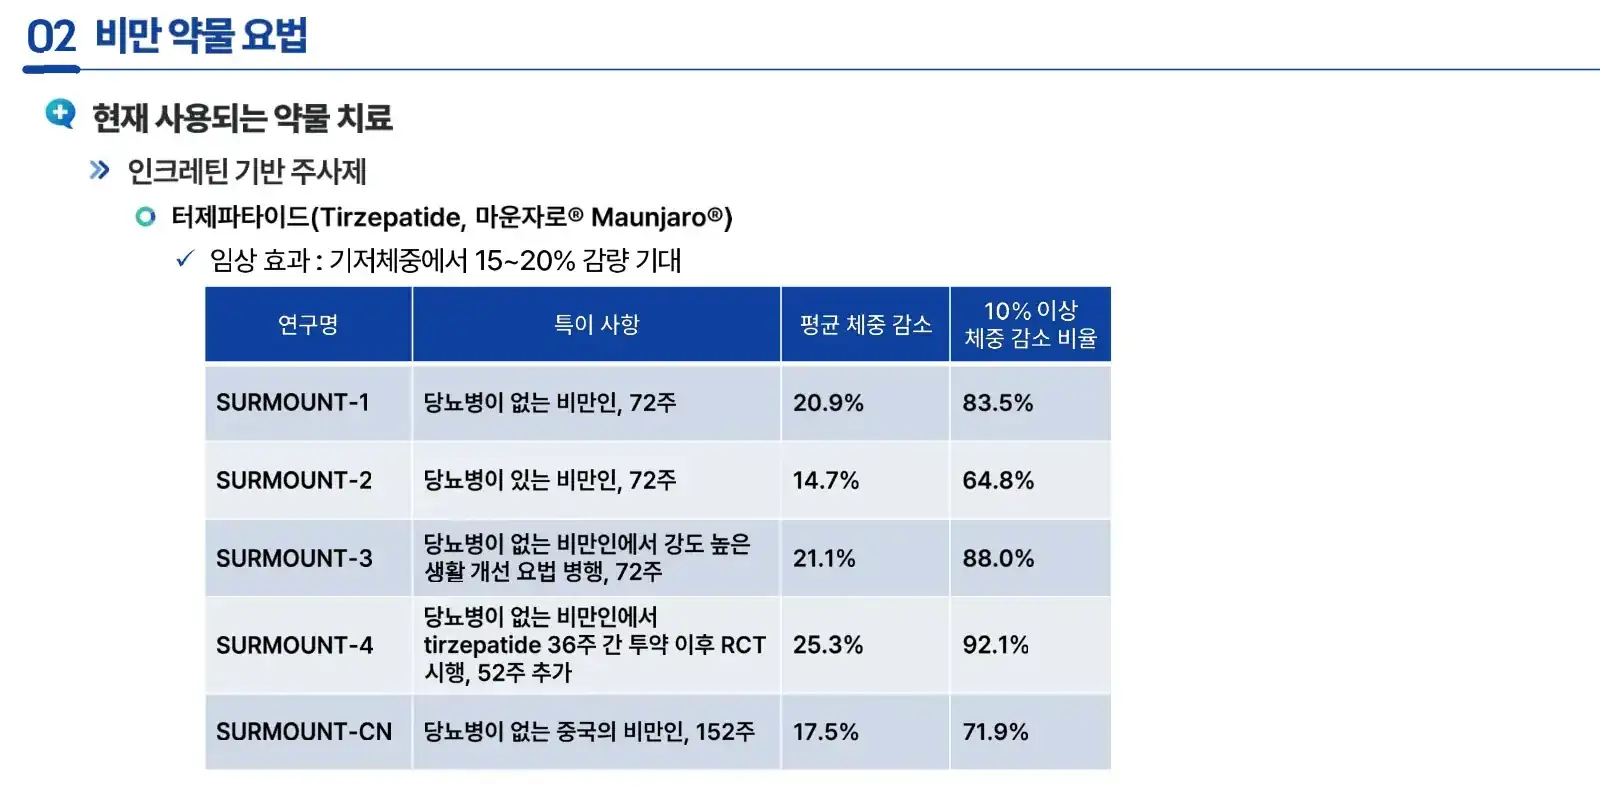 02 비만 약물 요법
현재 사용되는 약물 치료
인크레틴 기반 주사제
터제파타이드(Tirzepatide, 마운자로® Maunjaro®)
임상 효과 : 기저체중에서 15~20% 감량 기대
연구명 특이 사항 평균 체중 감소 10% 이상
체중 감소 비율
SURMOUNT-1 당뇨병이 없는 비만인, 72주 20.9% 83.5%
SURMOUNT-2 당뇨병이 있는 비만인, 72주 14.7% 64.8%
SURMOUNT-3 당뇨병이 없는 비만인에서 강도 높은
생활 개선 요법 병행, 72주 21.1% 88.0%
SURMOUNT-4 당뇨병이 없는 비만인에서
tirzepatide 36주 간 투약 이후 RCT
시행, 52주 추가 25.3% 92.1%
SURMOUNT-CN 당뇨병이 없는 중국의 비만인, 152주 17.5% 71.9%